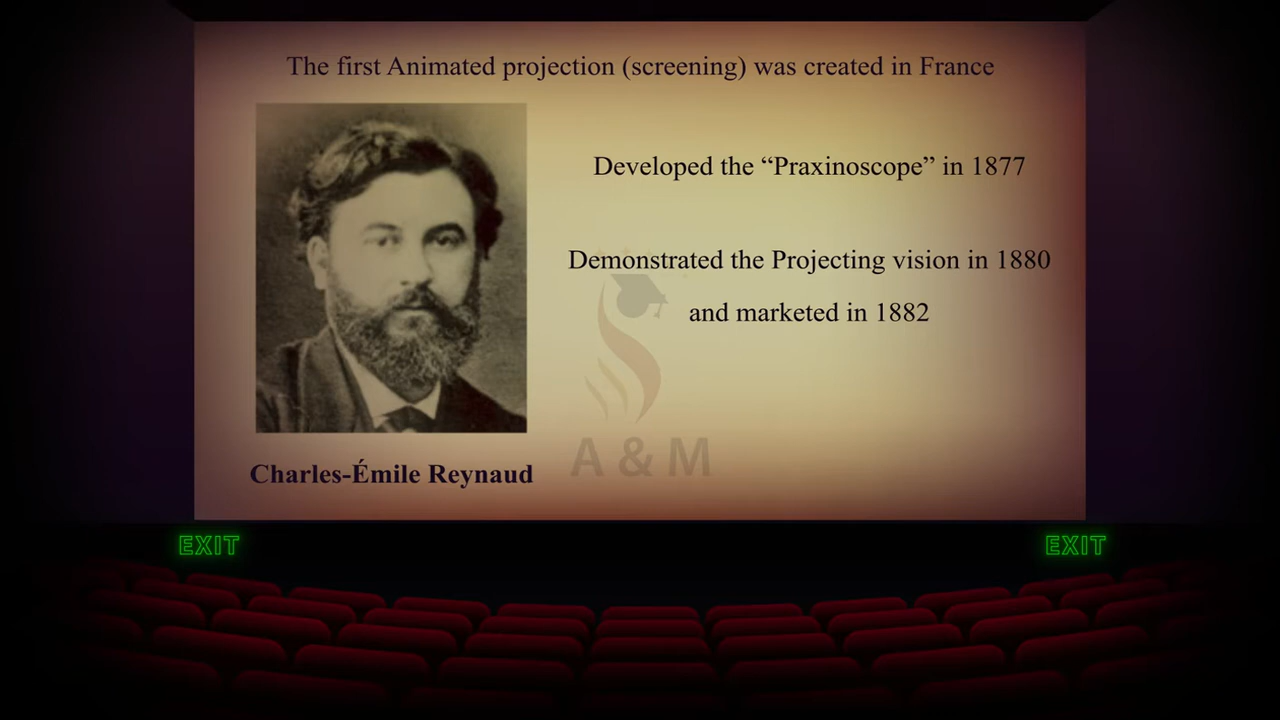 The first Animated projection (screening) was created in France
Developed the “Praxinoscope” in 1877
Demonstrated the Projecting vision in 1880
and marketed in 1882
A & M
Charles-Émile Reynaud
EXIT
EXIT